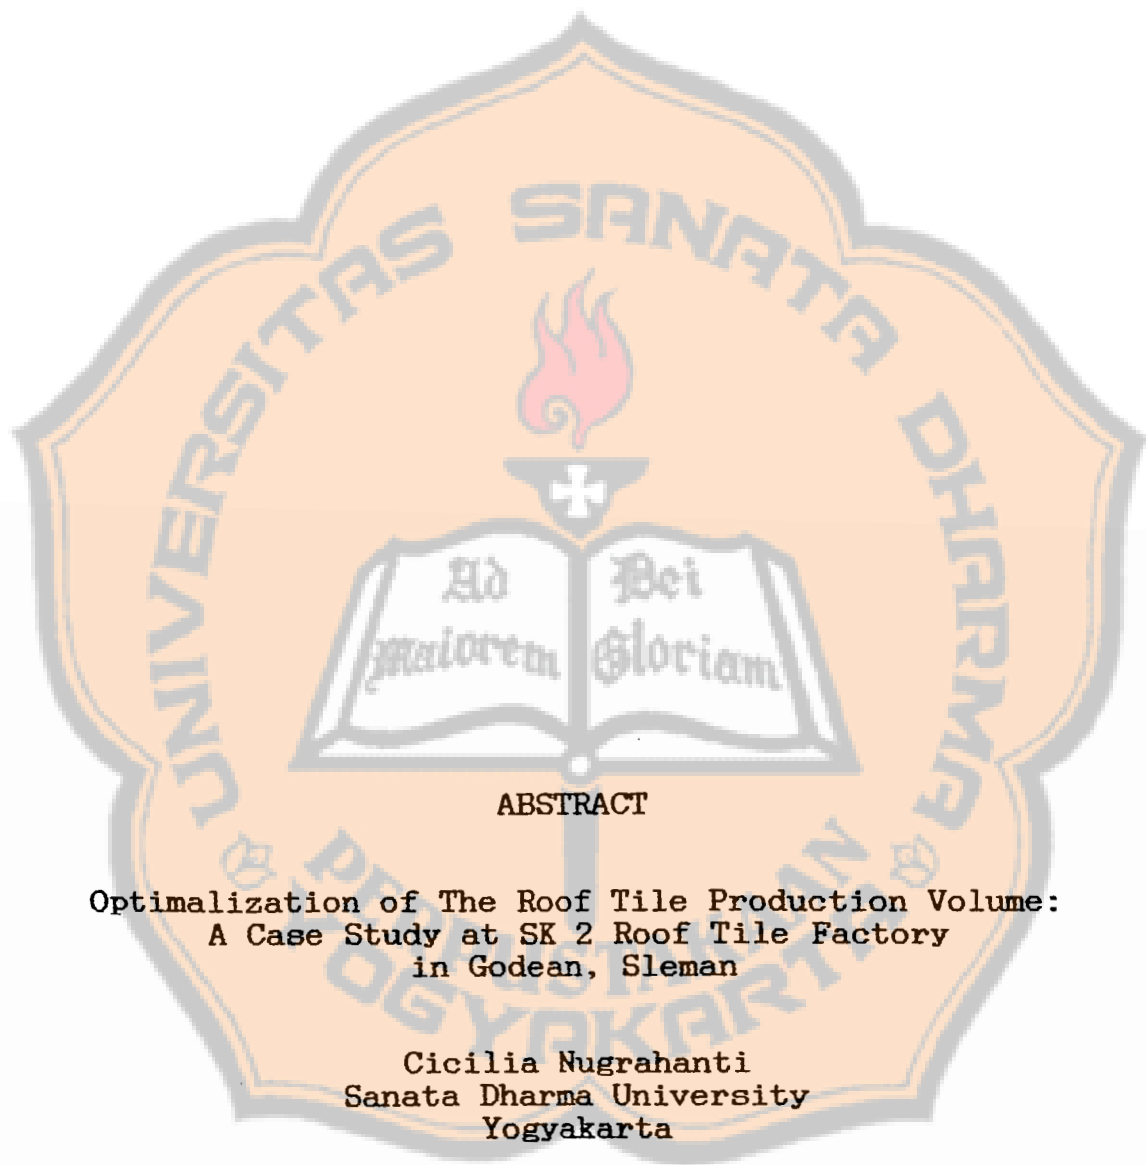 UNIVERSITAS SANATA DHARMA
Ad Dei
maiorem Gloriam
ABSTRACT
PERPUSTAKAAN
YOGYAKARTA
Optimalization of The Roof Tile Production Volume:
A Case Study at SK 2 Roof Tile Factory
in Godean, Sleman
Cicilia Nugrahanti
Sanata Dharma University
Yogyakarta